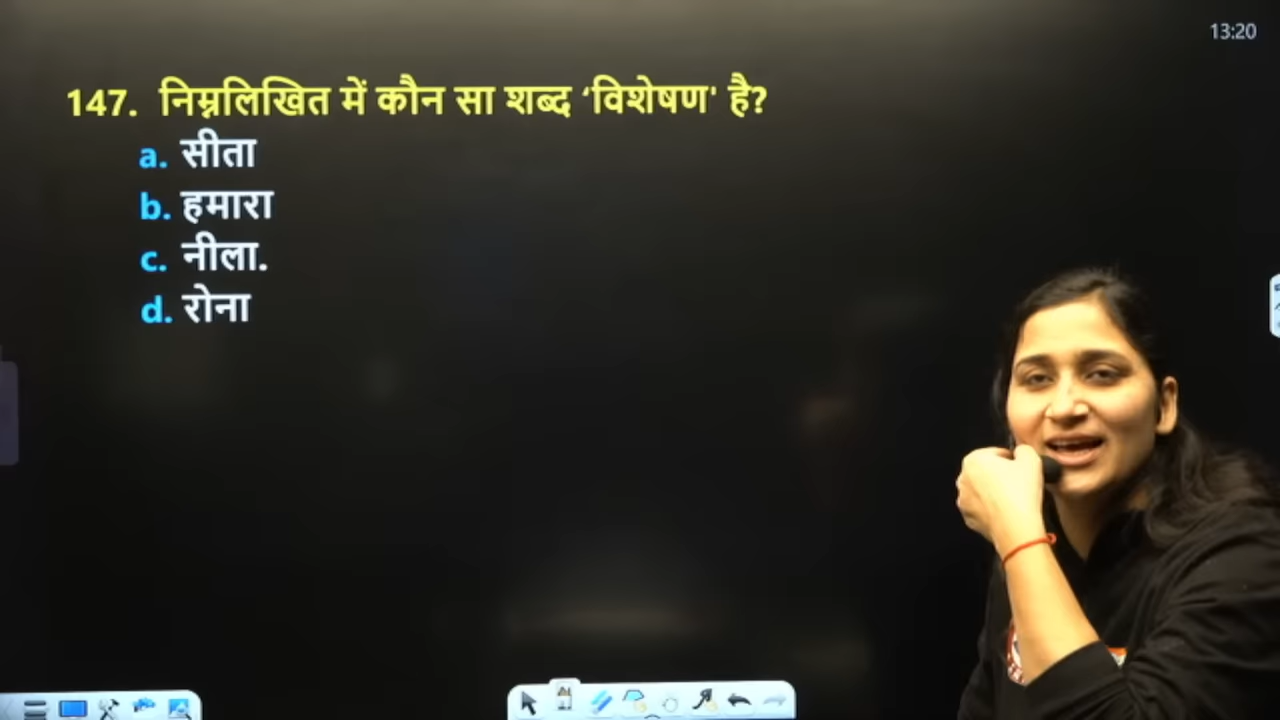 13:20
147. निम्नलिखित में कौन सा शब्द ‘विशेषण' है?
a. सीता
b. हमारा
c. नीला.
d. रोना